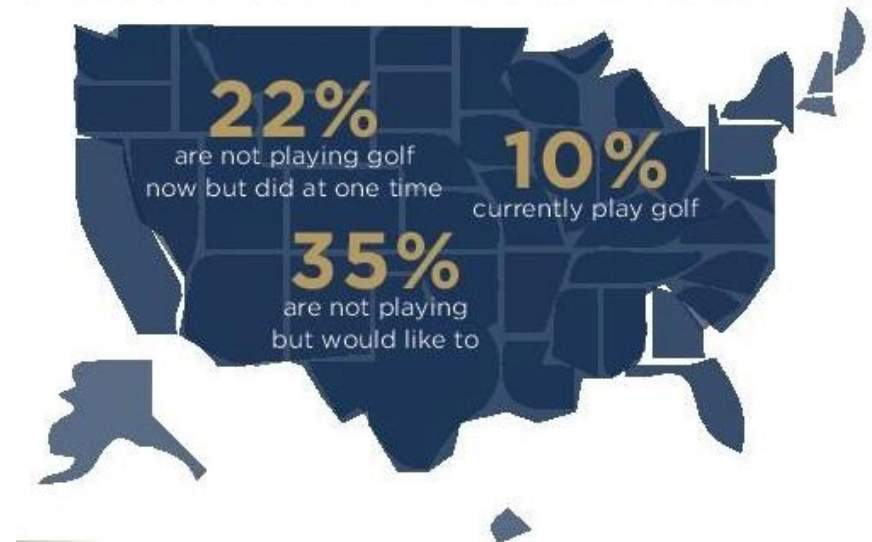 22%
are not playing golf
now but did at one time
10%
currently play golf
35%
are not playing
but would like to